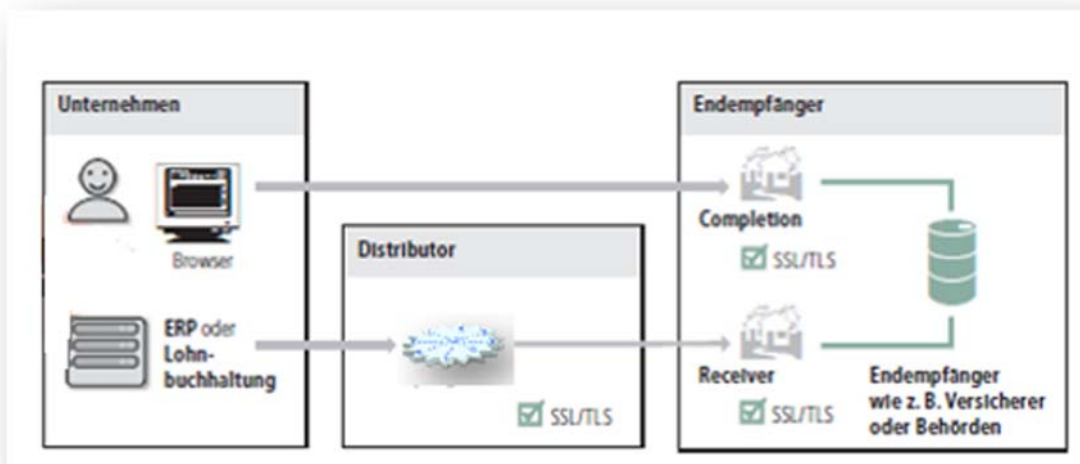 Unternehmen
Browser
ERP oder
Lohn-
buchhaltung
Distributor
SSL/TLS
Endempfänger
Completion
SSL/TLS
Receiver
SSL/TLS
Endempfänger
wie z. B. Versicherer
oder Behörden